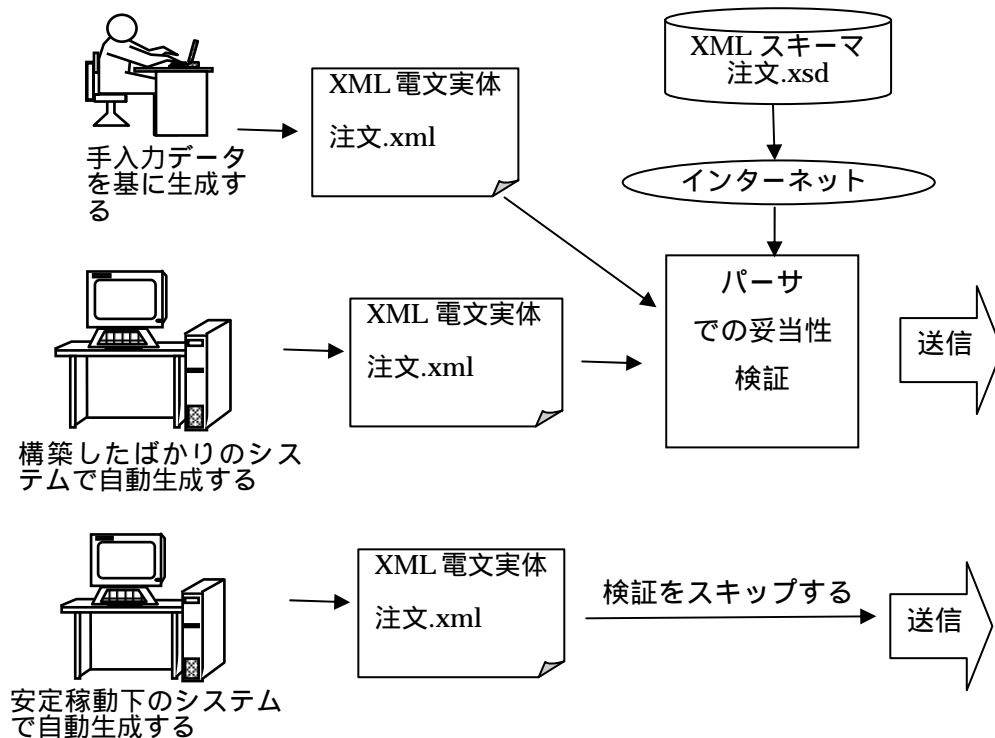 XML スキーマ
注文.xsd
XML 電文実体
注文.xml
手入力データ
を基に生成す
る
インターネット
パーサ
での妥当性
検証
XML 電文実体
注文.xml
送信
構築したばかりのシス
テムで自動生成する
XML 電文実体
注文.xml
検証をスキップする
送信
安定稼動下のシステム
で自動生成する